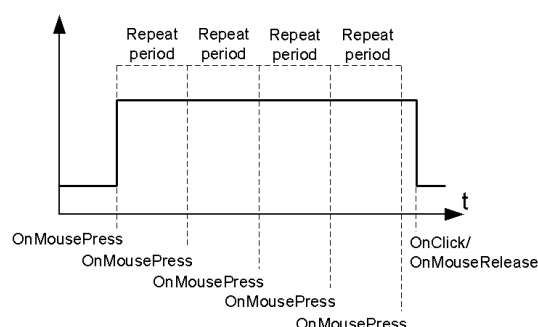 Repeat period
Repeat period
Repeat period
Repeat period
t
OnMousePress
OnMousePress
OnMousePress
OnMousePress
OnMousePress
OnClick/
OnMouseRelease